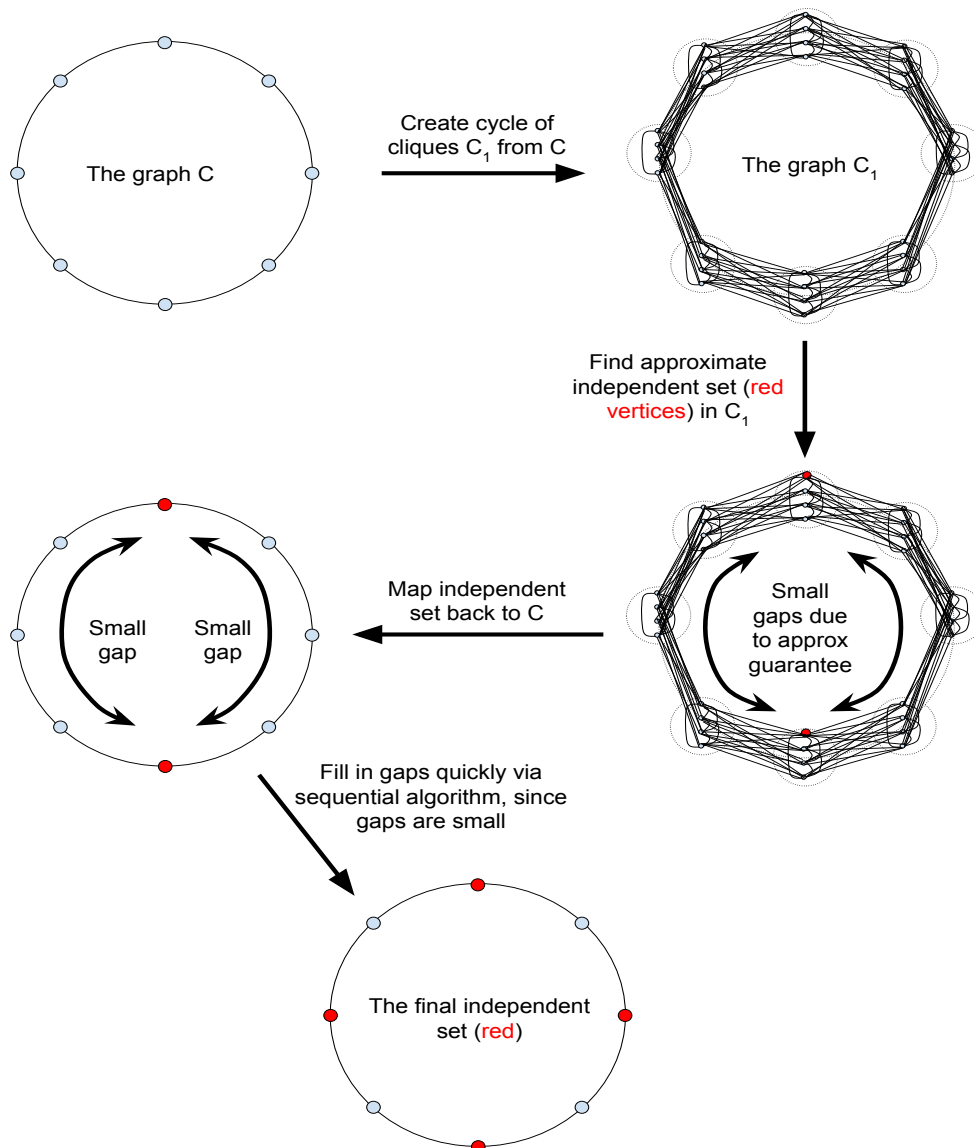 The graph C
Create cycle of
cliques C₁ from C
The graph C₁
Find approximate
independent set (red
vertices) in C₁
Small
gap
Small
gap
Map independent
set back to C
Small
gaps due
to approx
guarantee
Fill in gaps quickly via
sequential algorithm, since
gaps are small
The final independent
set (red)